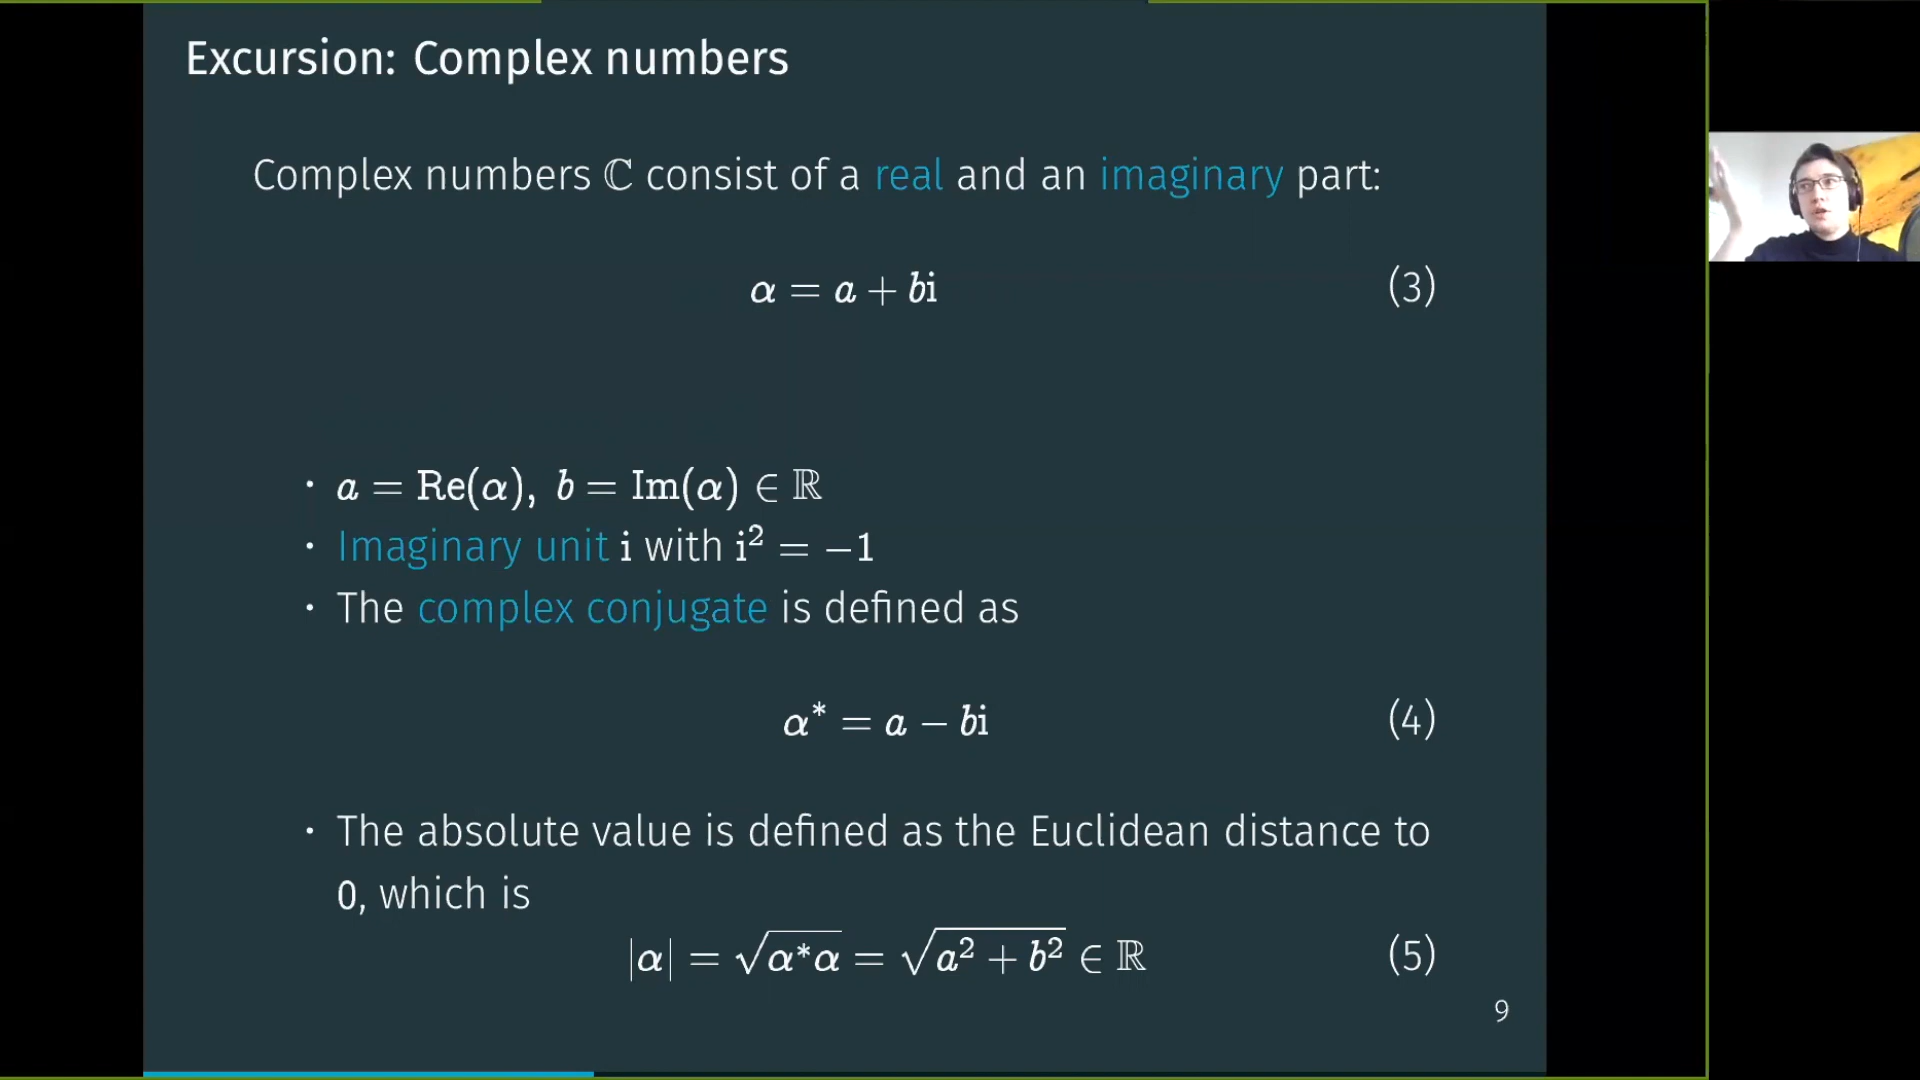 Excursion: Complex numbers
Complex numbers ℂ consist of a real and an imaginary part:
α = a + bi (3)
· a = Re(α), b = Im(α) ∈ ℝ
· Imaginary unit i with i² = −1
· The complex conjugate is defined as
α* = a − bi (4)
· The absolute value is defined as the Euclidean distance to
0, which is
|α| = √(α*α) = √(a² + b²) ∈ ℝ (5)
9